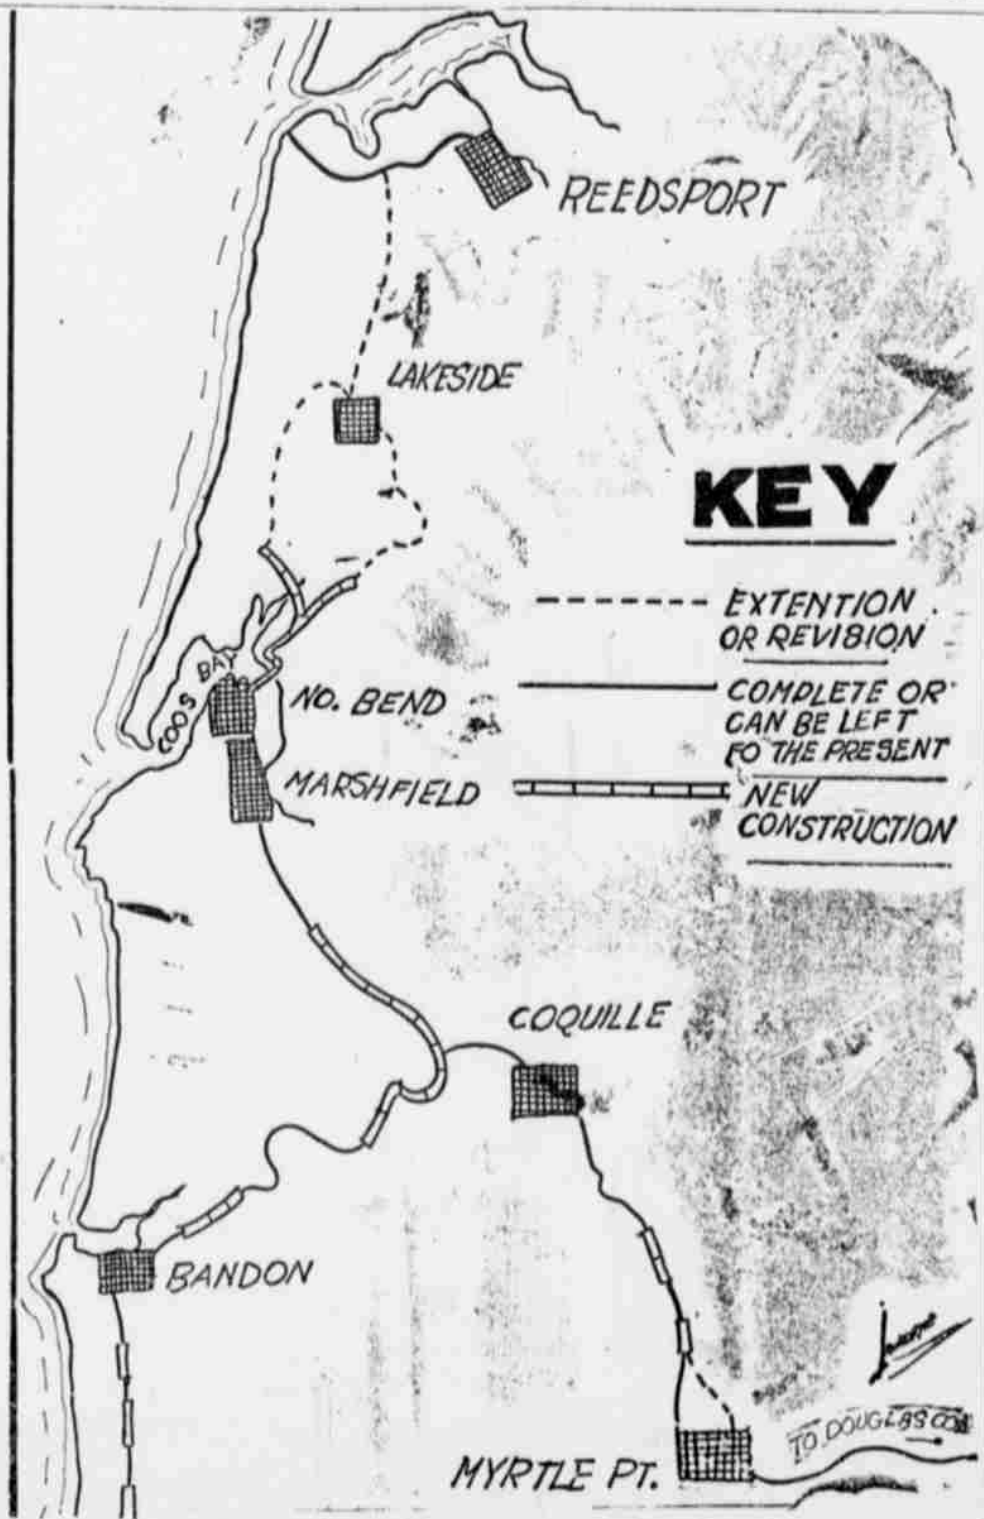 REEDSPORT
LAKESIDE
KEY
EXTENTION
OR REVISION
COOS BAY
NO. BEND
COMPLETE OR
CAN BE LEFT
FO THE PRESENT
MARSHFIELD
NEW
CONSTRUCTION
COQUILLE
BANDON
TO DOUGLAS CO.
MYRTLE PT.